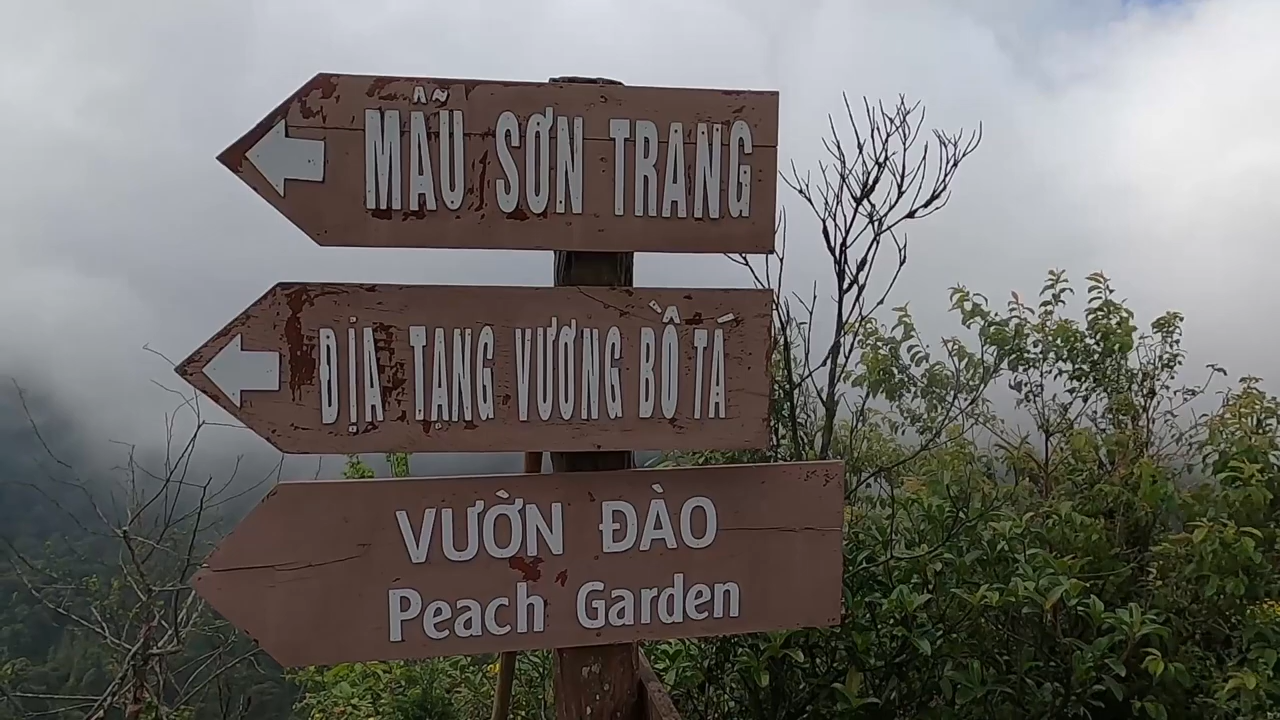 MẪU SƠN TRANG
ĐỊA TẠNG VƯƠNG BỒ TÁ
VƯỜN ĐÀO
Peach Garden